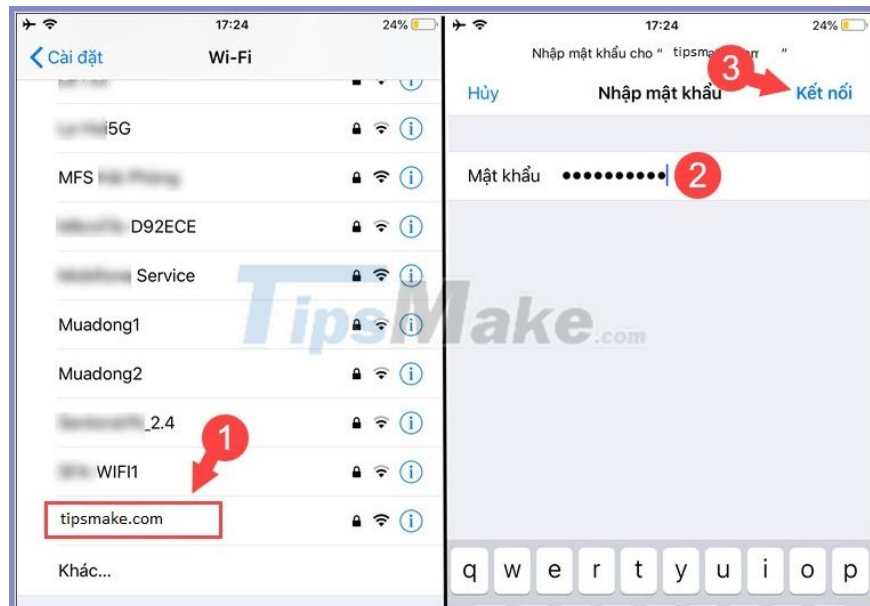 17:24
24%
Cài đặt
Wi-Fi
i5G
MFS
D92ECE
Service
Muadong1
Muadong2
_2.4
WIFI1
1
tipsmake.com
Khác...
17:24
24%
Nhập mật khẩu cho “ tipsma "
3
Hủy
Nhập mật khẩu
Kết nối
Mật khẩu
2
q w e r t y u i o p
TipsMake.com